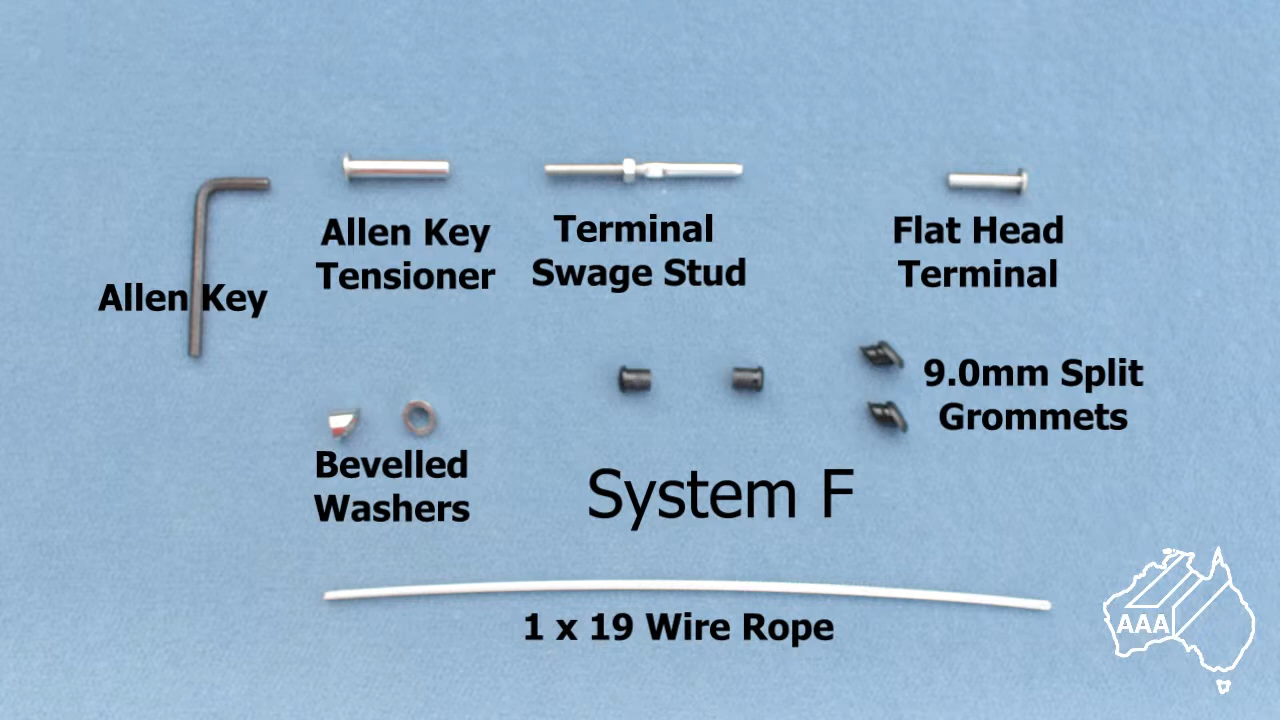 Allen Key
Tensioner
Terminal
Swage Stud
Flat Head
Terminal
Allen Key
9.0mm Split
Grommets
Bevelled
Washers
System F
1 x 19 Wire Rope
AAA